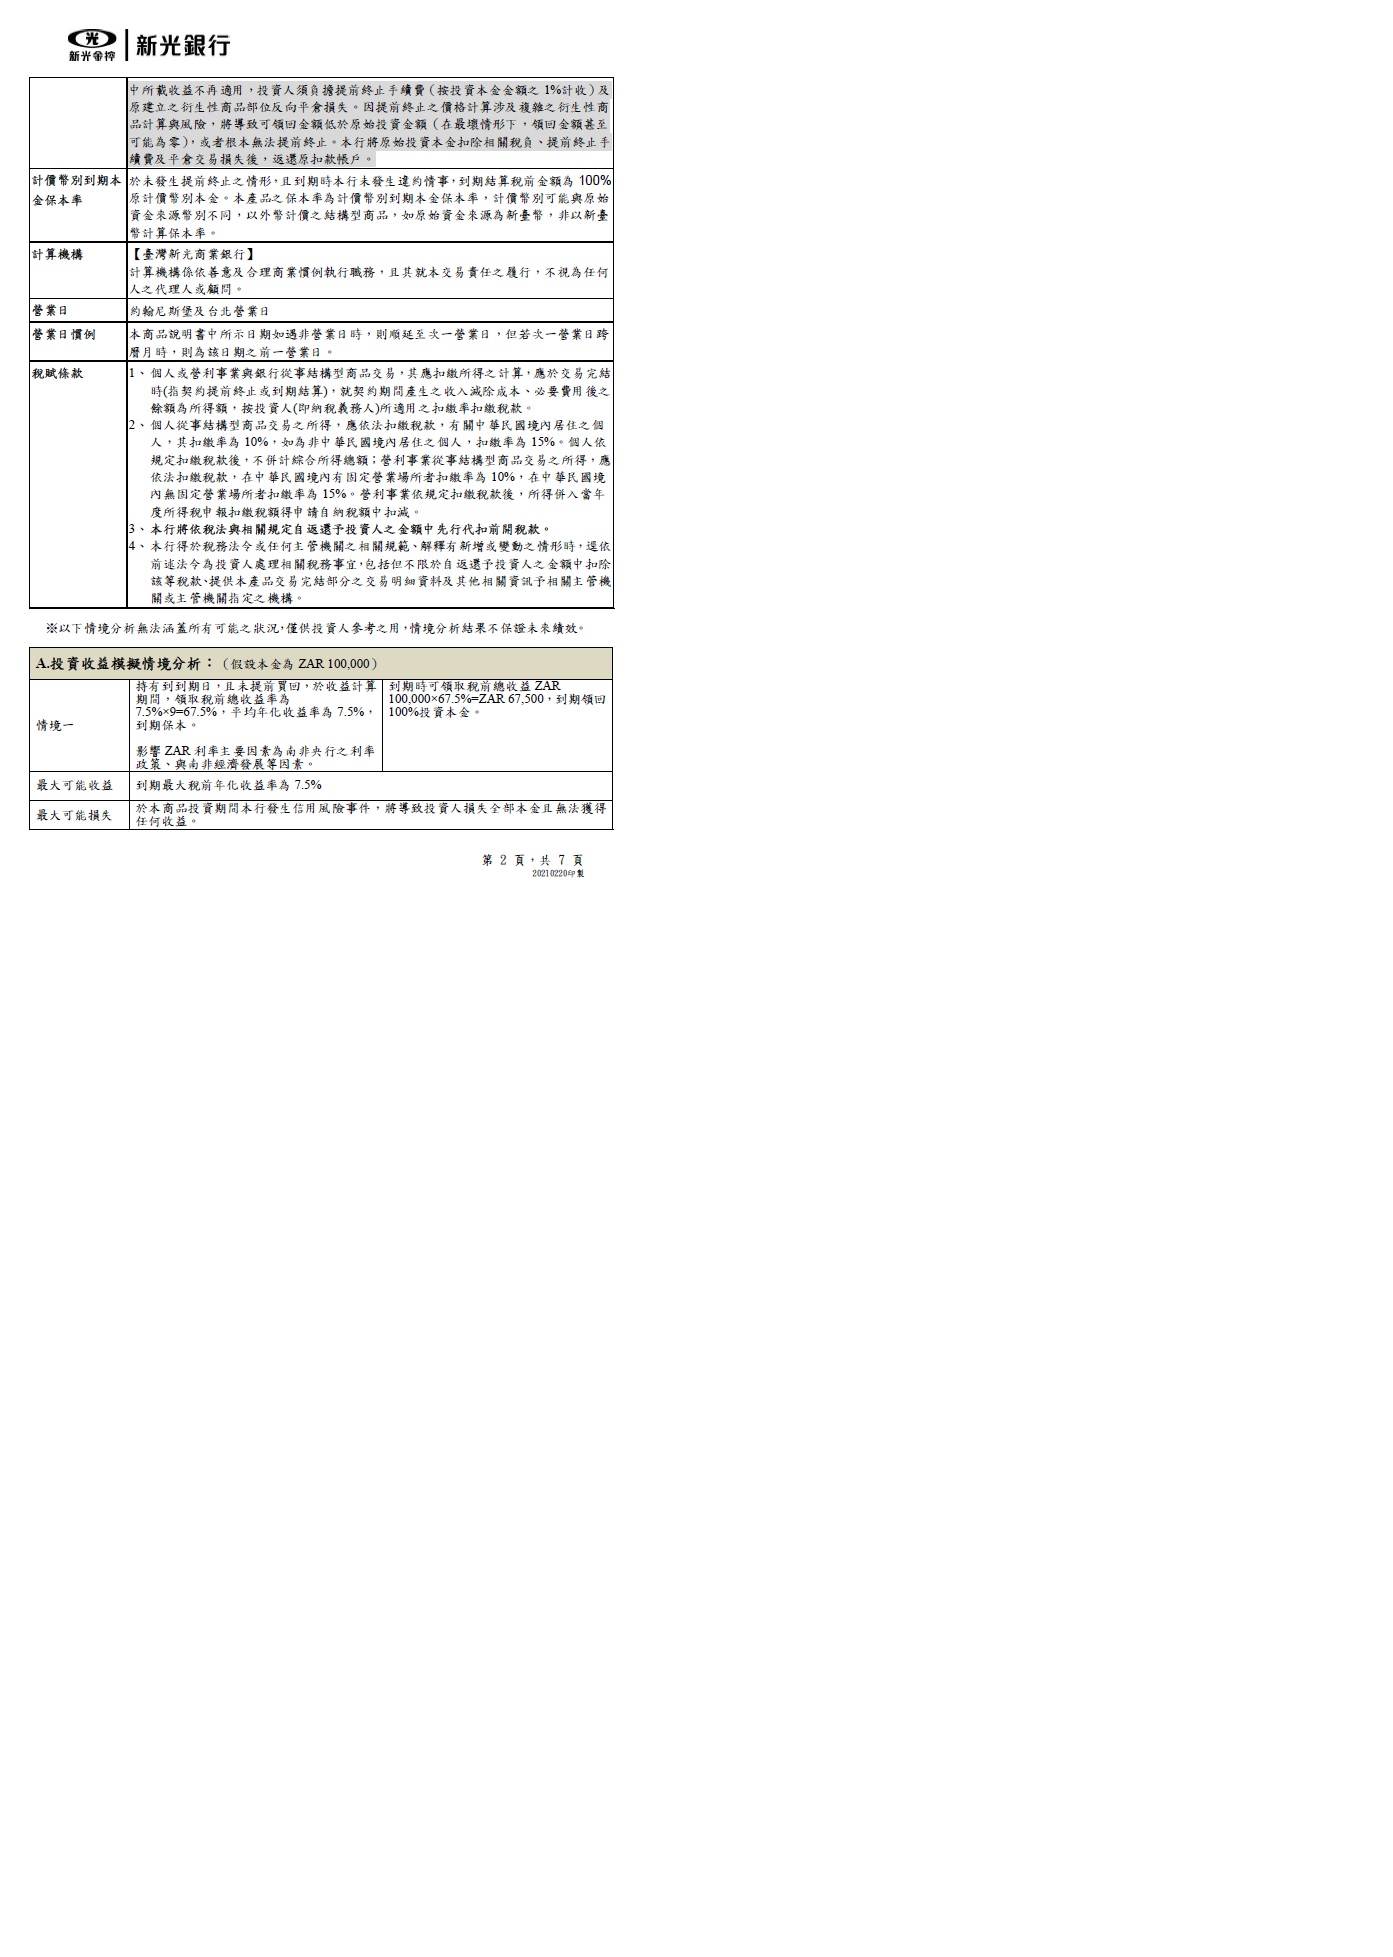 光
新光金控
新光銀行
中所載收益不再適用，投資人須負擔提前終止手續費（按投資本金金額之 1%計收）及
原建立之衍生性商品部位反向平倉損失。因提前終止之價格計算涉及複雜之衍生性商
品計算與風險，將導致可領回金額低於原始投資金額（在最壞情形下，領回金額甚至
可能為零），或者根本無法提前終止。本行將原始投資本金扣除相關稅負、提前終止手
續費及平倉交易損失後，返還原扣款帳戶。
計價幣別到期本
金保本率
於未發生提前終止之情形，且到期時本行未發生違約情事，到期結算稅前金額為 100%
原計價幣別本金。本產品之保本率為計價幣別到期本金保本率，計價幣別可能與原始
資金來源幣別不同，以外幣計價之結構型商品，如原始資金來源為新臺幣，非以新臺
幣計算保本率。
計算機構
【臺灣新光商業銀行】
計算機構係依善意及合理商業慣例執行職務，且其就本交易責任之履行，不視為任何
人之代理人或顧問。
營業日
約翰尼斯堡及台北營業日
營業日慣例
本商品說明書中所示日期如遇非營業日時，則順延至次一營業日，但若次一營業日跨
曆月時，則為該日期之前一營業日。
稅賦條款
1、個人或營利事業與銀行從事結構型商品交易，其應扣繳所得之計算，應於交易完結
時(指契約提前終止或到期結算)，就契約期間產生之收入減除成本、必要費用後之
餘額為所得額，按投資人(即納稅義務人)所適用之扣繳率扣繳稅款。
2、個人從事結構型商品交易之所得，應依法扣繳稅款，有關中華民國境內居住之個
人，其扣繳率為 10%，如為非中華民國境內居住之個人，扣繳率為 15%。個人依
規定扣繳稅款後，不併計綜合所得總額；營利事業從事結構型商品交易之所得，應
依法扣繳稅款，在中華民國境內有固定營業場所者扣繳率為 10%，在中華民國境
內無固定營業場所者扣繳率為 15%。營利事業依規定扣繳稅款後，所得併入當年
度所得稅申報扣繳稅額得申請自納稅額中扣減。
3、本行將依稅法與相關規定自返還予投資人之金額中先行代扣前開稅款。
4、本行得於稅務法令或任何主管機關之相關規範、解釋有新增或變動之情形時，逕依
前述法令為投資人處理相關稅務事宜，包括但不限於自返還予投資人之金額中扣除
該等稅款、提供本產品交易完結部分之交易明細資料及其他相關資訊予相關主管機
關或主管機關指定之機構。
※以下情境分析無法涵蓋所有可能之狀況，僅供投資人參考之用，情境分析結果不保證未來績效。
A.投資收益模擬情境分析：（假設本金為 ZAR 100,000）
情境一
持有到到期日，且未提前買回，於收益計算
期間，領取稅前總收益率為
7.5%×9=67.5%，平均年化收益率為 7.5%，
到期保本。
影響 ZAR 利率主要因素為南非央行之利率
政策、與南非經濟發展等因素。
到期時可領取稅前總收益 ZAR
100,000×67.5%=ZAR 67,500，到期領回
100%投資本金。
最大可能收益
到期最大稅前年化收益率為 7.5%
最大可能損失
於本商品投資期間本行發生信用風險事件，將導致投資人損失全部本金且無法獲得
任何收益。
第 2 頁，共 7 頁
20210220印製